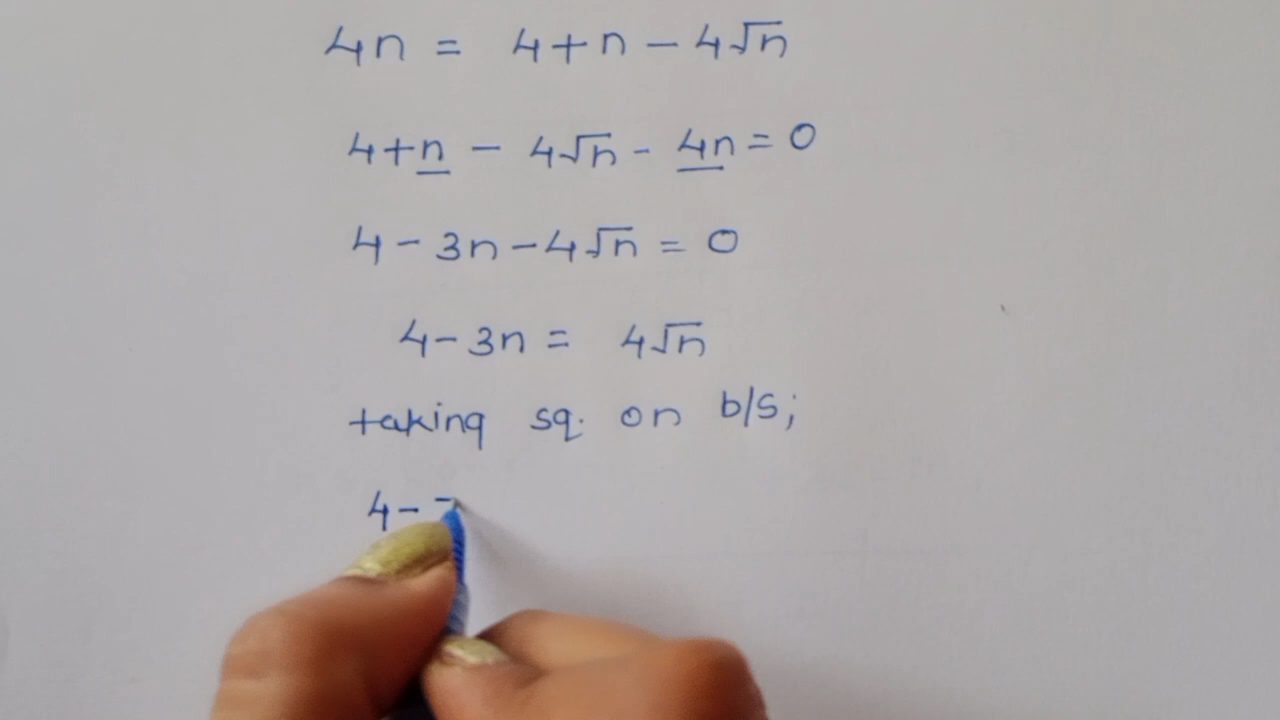 4n = 4+n - 4√n
4+n - 4√n - 4n = 0
4 - 3n - 4√n = 0
4 - 3n = 4√n
taking sq. on b/s;
4 -